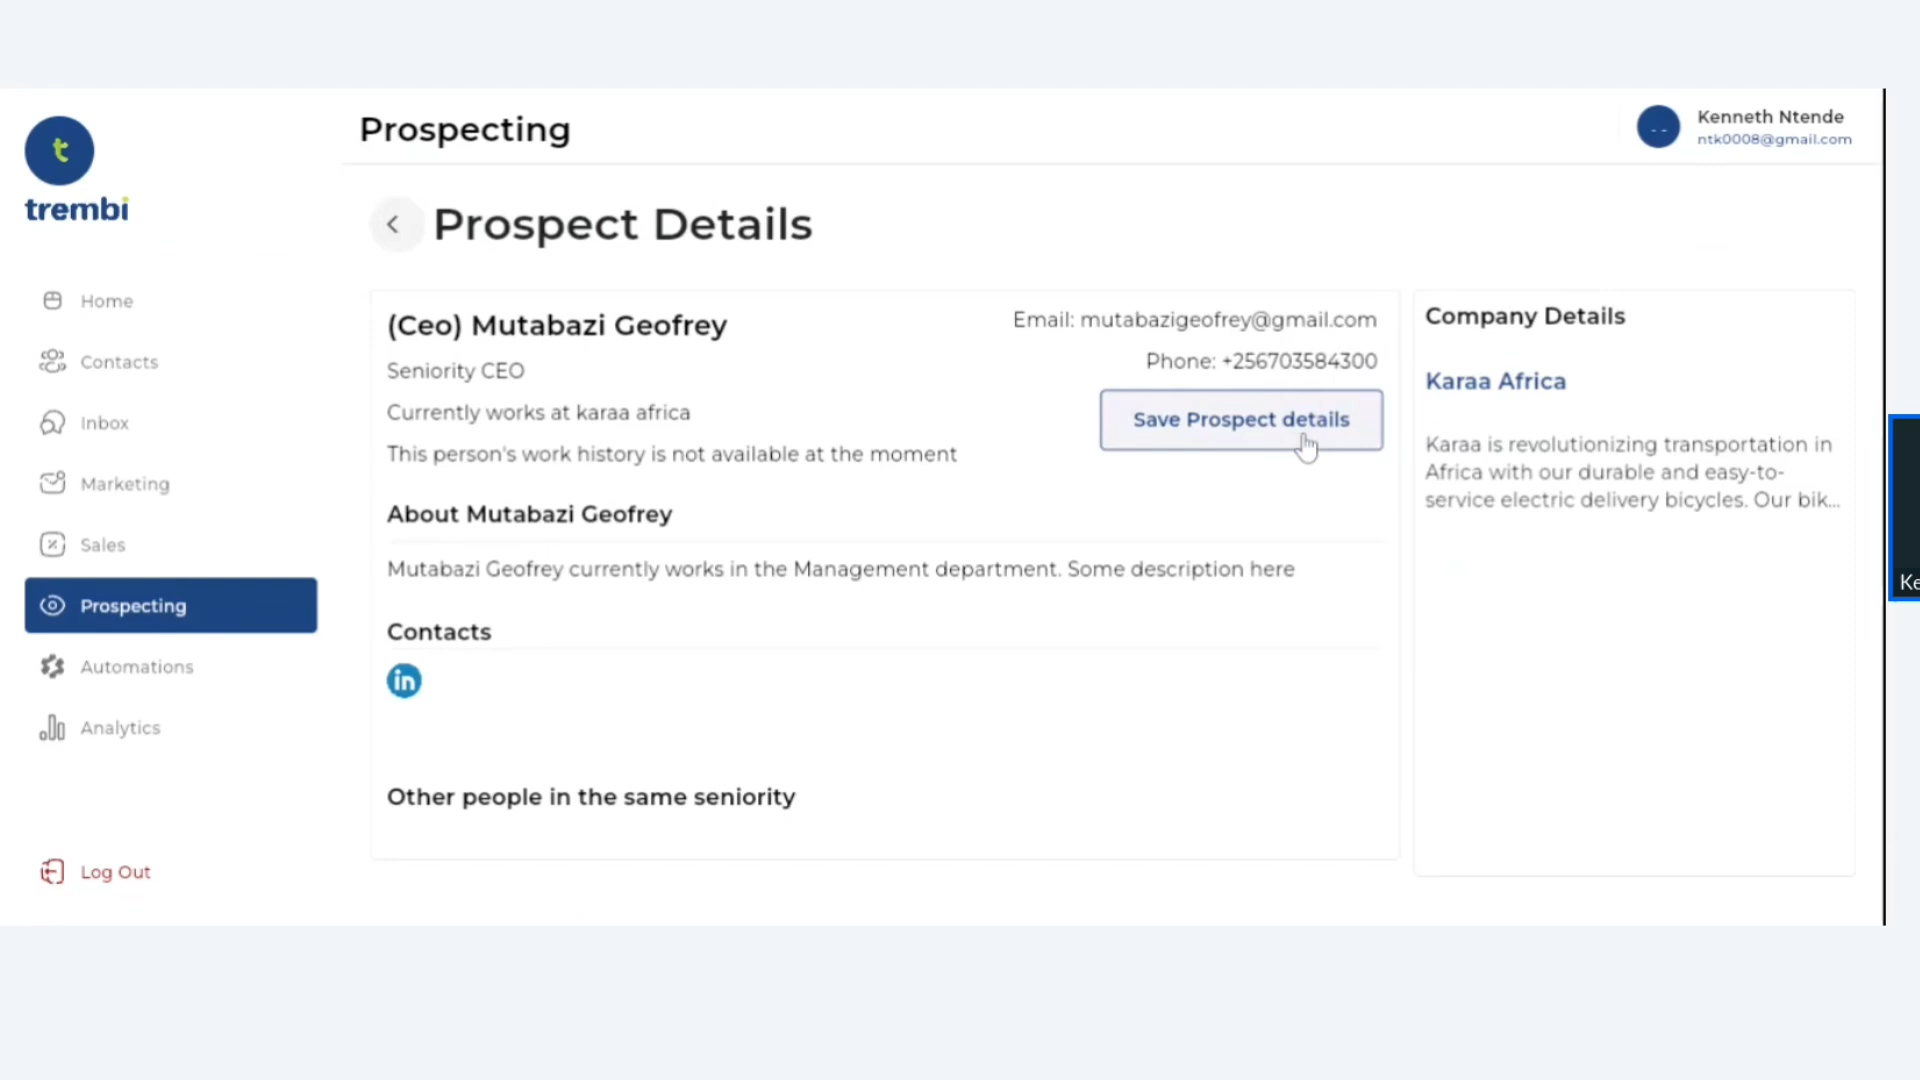 t
trembi
Home
Contacts
Inbox
Marketing
Sales
Prospecting
Automations
Analytics
Log Out
Prospecting
Kenneth Ntende
ntk0008@gmail.com
Prospect Details
(Ceo) Mutabazi Geofrey
Seniority CEO
Currently works at karaa africa
This person's work history is not available at the moment
Email: mutabazigeofrey@gmail.com
Phone: +256703584300
Save Prospect details
About Mutabazi Geofrey
Mutabazi Geofrey currently works in the Management department. Some description here
Contacts
in
Other people in the same seniority
Company Details
Karaa Africa
Karaa is revolutionizing transportation in
Africa with our durable and easy-to-
service electric delivery bicycles. Our bik...
Ke